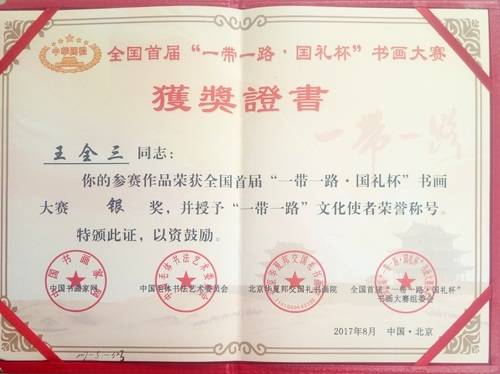 中华国礼
全国首届“一带一路·国礼杯”书画大赛
獲獎證書
一带一路
王全三 同志：
你的参赛作品荣获全国首届“一带一路·国礼杯”书画
大赛 银 奖，并授予“一带一路”文化使者荣誉称号。
特颁此证，以资鼓励。
中国书画家网 中国毛体书法艺术委员会 北京华夏邦交国礼书画院 全国首届“一带一路·国礼杯”
书画大赛组委会
2017年8月 中国·北京